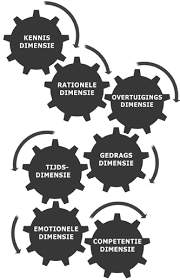 KENNIS
DIMENSIE
RATIONELE
DIMENSIE
OVERTUIGINGS
DIMENSIE
GEDRAGS
DIMENSIE
TIJDS-
DIMENSIE
EMOTIONELE
DIMENSIE
COMPETENTIE
DIMENSIE